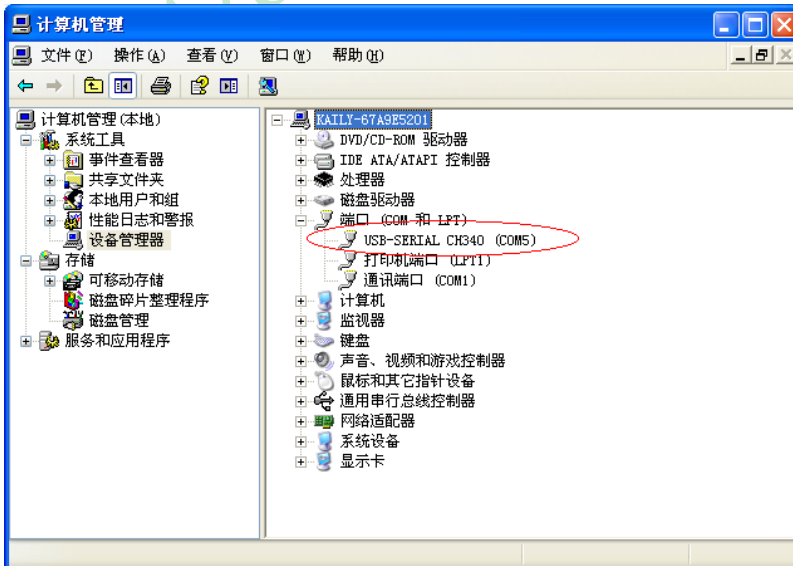 计算机管理
文件(F) 操作(A) 查看(V) 窗口(W) 帮助(H)
计算机管理(本地)
系统工具
事件查看器
共享文件夹
本地用户和组
性能日志和警报
设备管理器
存储
可移动存储
磁盘碎片整理程序
磁盘管理
服务和应用程序
KAILY-67A9E5201
DVD/CD-ROM 驱动器
IDE ATA/ATAPI 控制器
处理器
磁盘驱动器
端口 (COM 和 LPT)
USB-SERIAL CH340 (COM5)
打印机端口 (LPT1)
通讯端口 (COM1)
计算机
监视器
键盘
声音、视频和游戏控制器
鼠标和其它指针设备
通用串行总线控制器
网络适配器
系统设备
显示卡